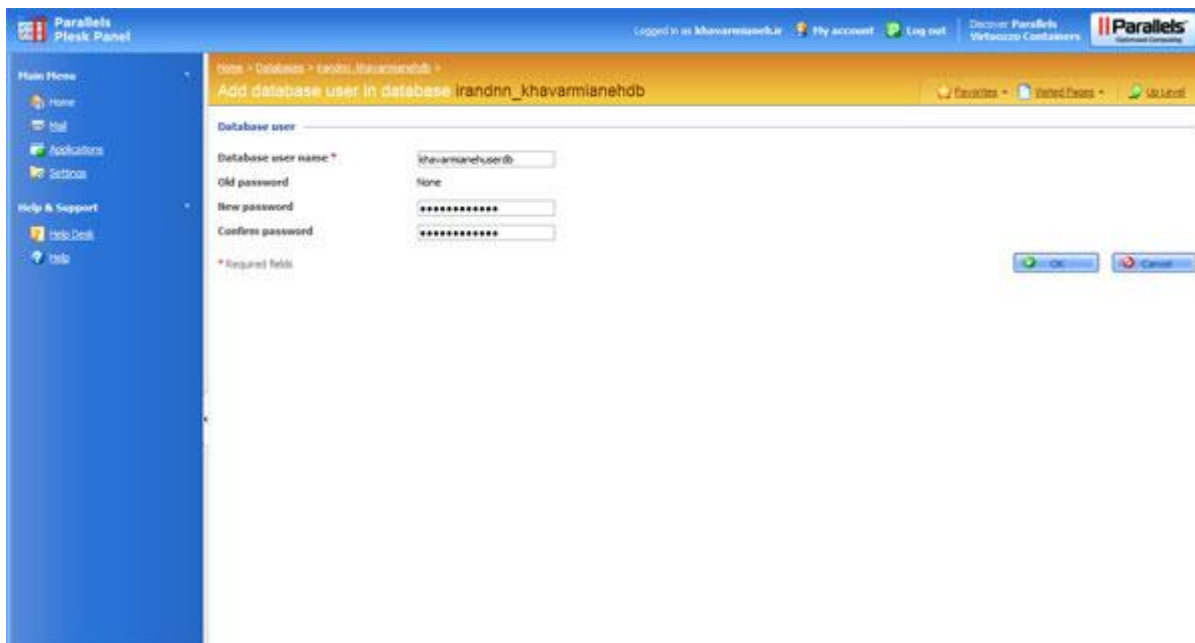 Parallels
Plesk Panel
Logged in as khavarmianeh.ir My account Log out
Discover Parallels
Virtuozzo Containers
Parallels
Optimized Computing
Main Menu
Home
Mail
Applications
Settings
Help & Support
Help Desk
Help
Home > Databases > irandnn_khavarmianehdb >
Add database user in database irandnn_khavarmianehdb
Favorites Visited Pages Up Level
Database user
Database user name * khavarmianehuserdb
Old password None
New password ••••••••••••
Confirm password ••••••••••••
* Required fields
OK Cancel